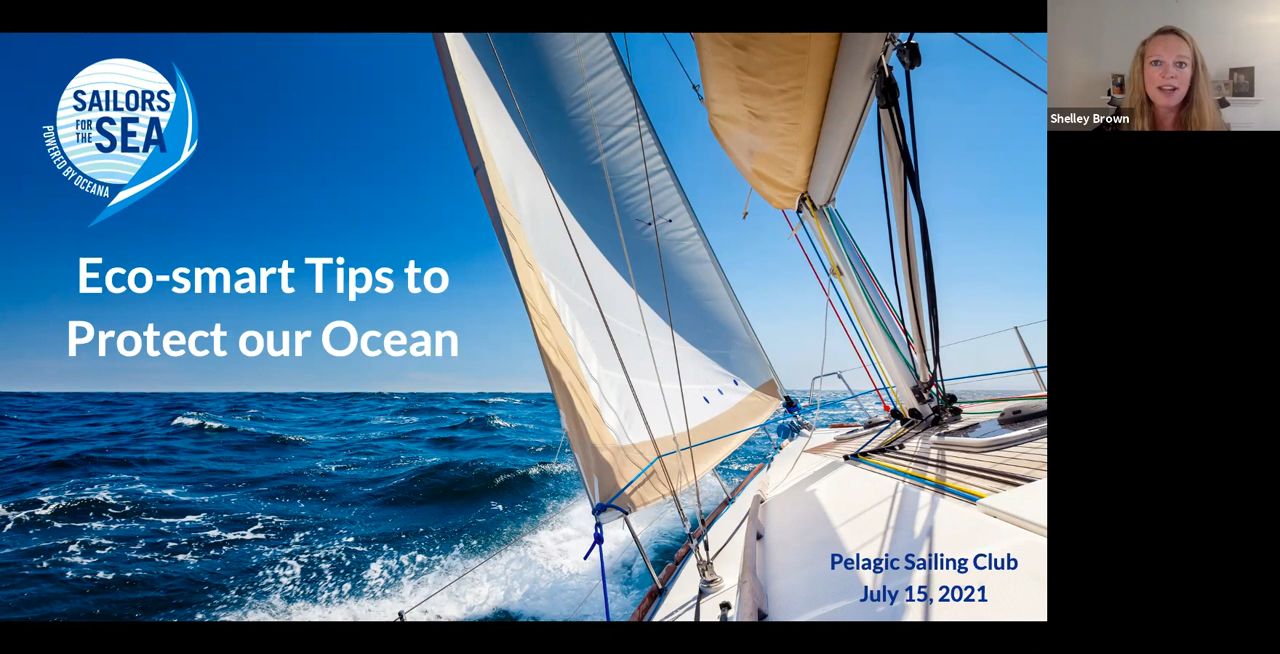 SAILORS
FOR THE
SEA
POWERED BY OCEANA
Eco-smart Tips to
Protect our Ocean
Pelagic Sailing Club
July 15, 2021
Shelley Brown